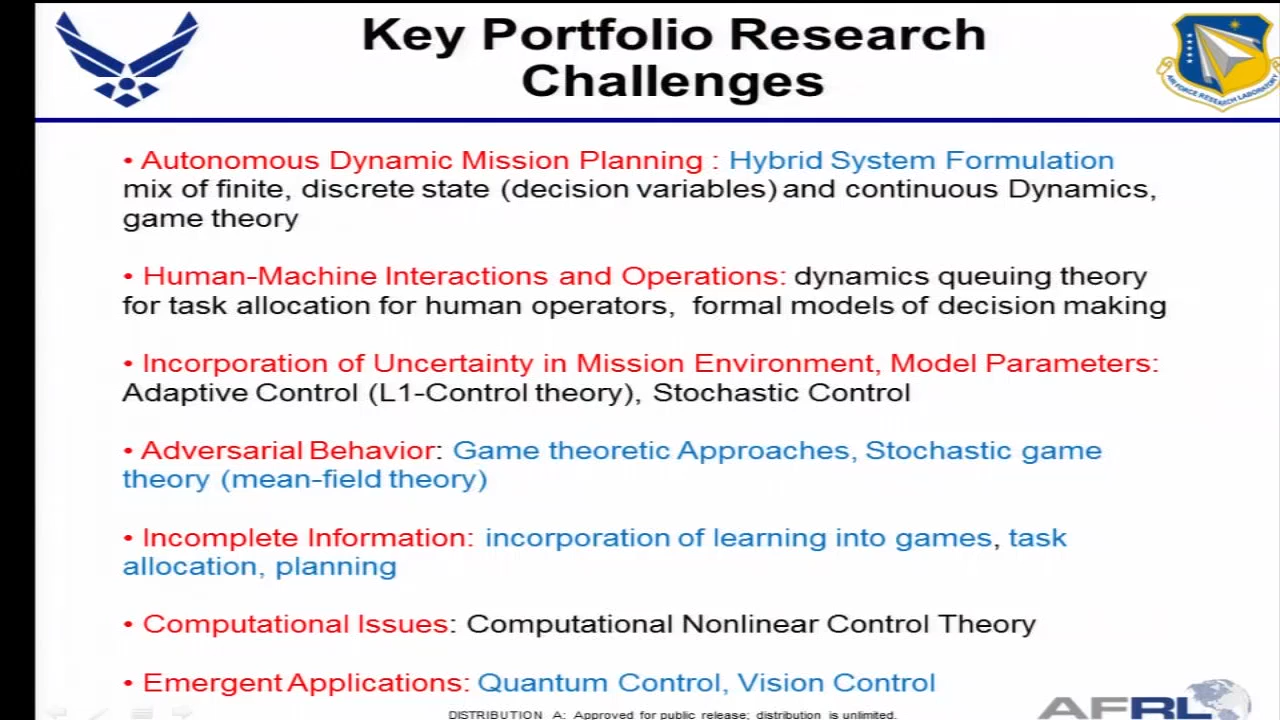 Key Portfolio Research
Challenges
• Autonomous Dynamic Mission Planning : Hybrid System Formulation
mix of finite, discrete state (decision variables) and continuous Dynamics,
game theory
• Human-Machine Interactions and Operations: dynamics queuing theory
for task allocation for human operators, formal models of decision making
• Incorporation of Uncertainty in Mission Environment, Model Parameters:
Adaptive Control (L1-Control theory), Stochastic Control
• Adversarial Behavior: Game theoretic Approaches, Stochastic game
theory (mean-field theory)
• Incomplete Information: incorporation of learning into games, task
allocation, planning
• Computational Issues: Computational Nonlinear Control Theory
• Emergent Applications: Quantum Control, Vision Control
DISTRIBUTION A: Approved for public release; distribution is unlimited.
AFRL
AIR FORCE RESEARCH LABORATORY